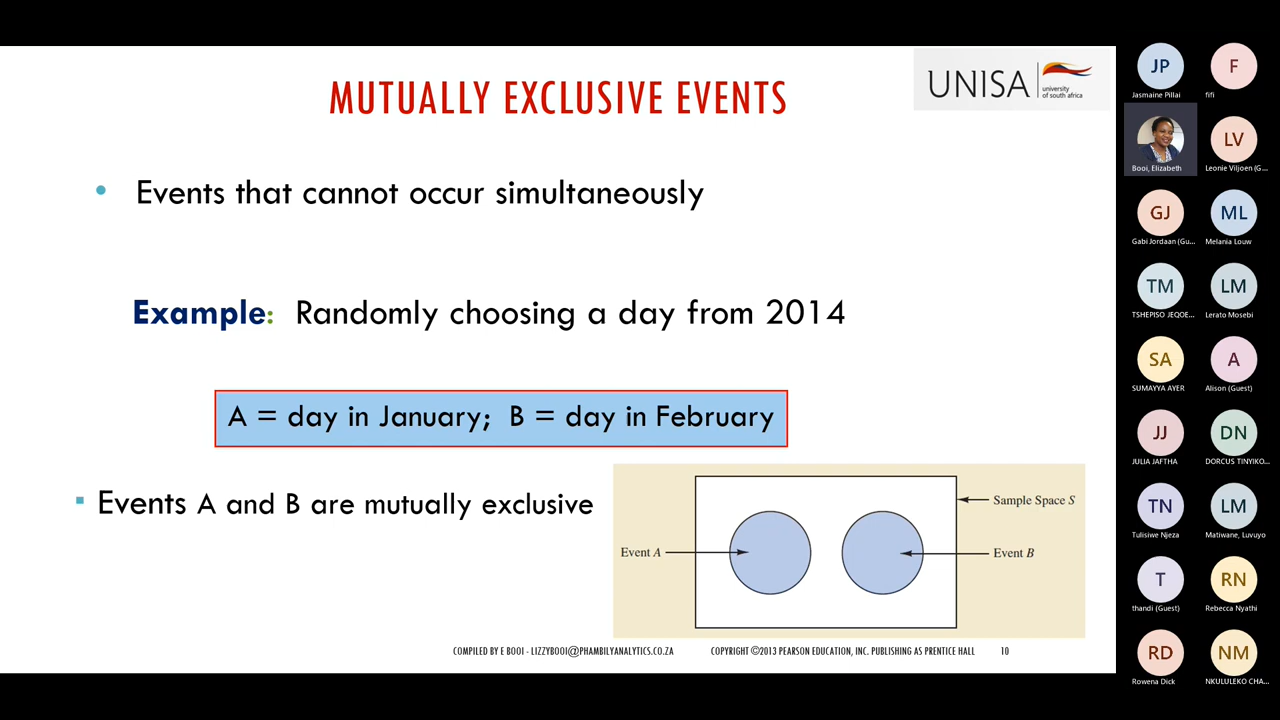 MUTUALLY EXCLUSIVE EVENTS
UNISA
university
of south africa
• Events that cannot occur simultaneously
Example: Randomly choosing a day from 2014
A = day in January; B = day in February
▪ Events A and B are mutually exclusive
Sample Space S
Event A
Event B
COMPILED BY E BOOI - LIZZYBOOI@PHAMBILYANALYTICS.CO.ZA
COPYRIGHT ©2013 PEARSON EDUCATION, INC. PUBLISHING AS PRENTICE HALL
10
JP
Jasmaine Pillai
F
fifi
Booi, Elizabeth
LV
Leonie Viljoen (G...
GJ
Gabi Jordaan (Gu...
ML
Melania Louw
TM
TSHEPISO JEQOE...
LM
Lerato Mosebi
SA
SUMAYYA AYER
A
Alison (Guest)
JJ
JULIA JAFTHA
DN
DORCUS TINYIKO...
TN
Tulisiwe Njeza
LM
Matiwane, Luvuyo
T
thandi (Guest)
RN
Rebecca Nyathi
RD
Rowena Dick
NM
NKULULEKO CHA...